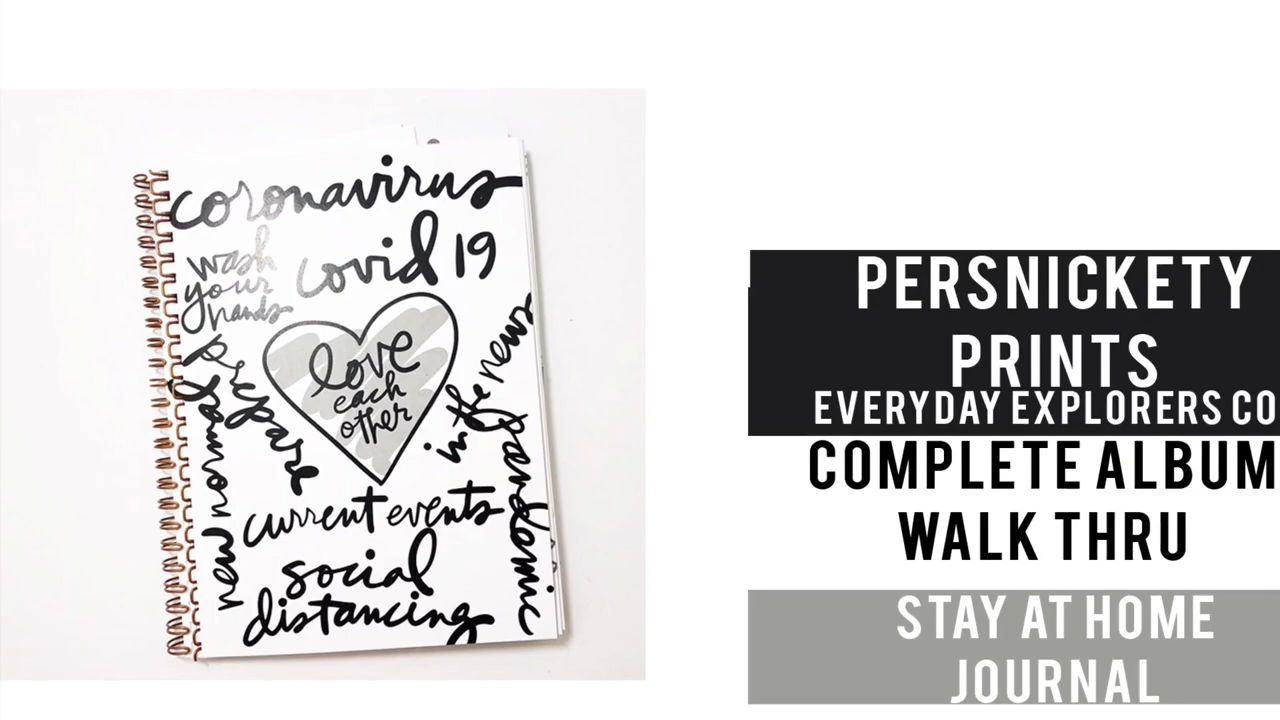 coronavirus
covid 19
wash
your
hands
love
each
other
in the news
prepare
new normal
pandemic
current events
social
distancing
PERSNICKETY
PRINTS
EVERYDAY EXPLORERS CO
COMPLETE ALBUM
WALK THRU
STAY AT HOME
JOURNAL